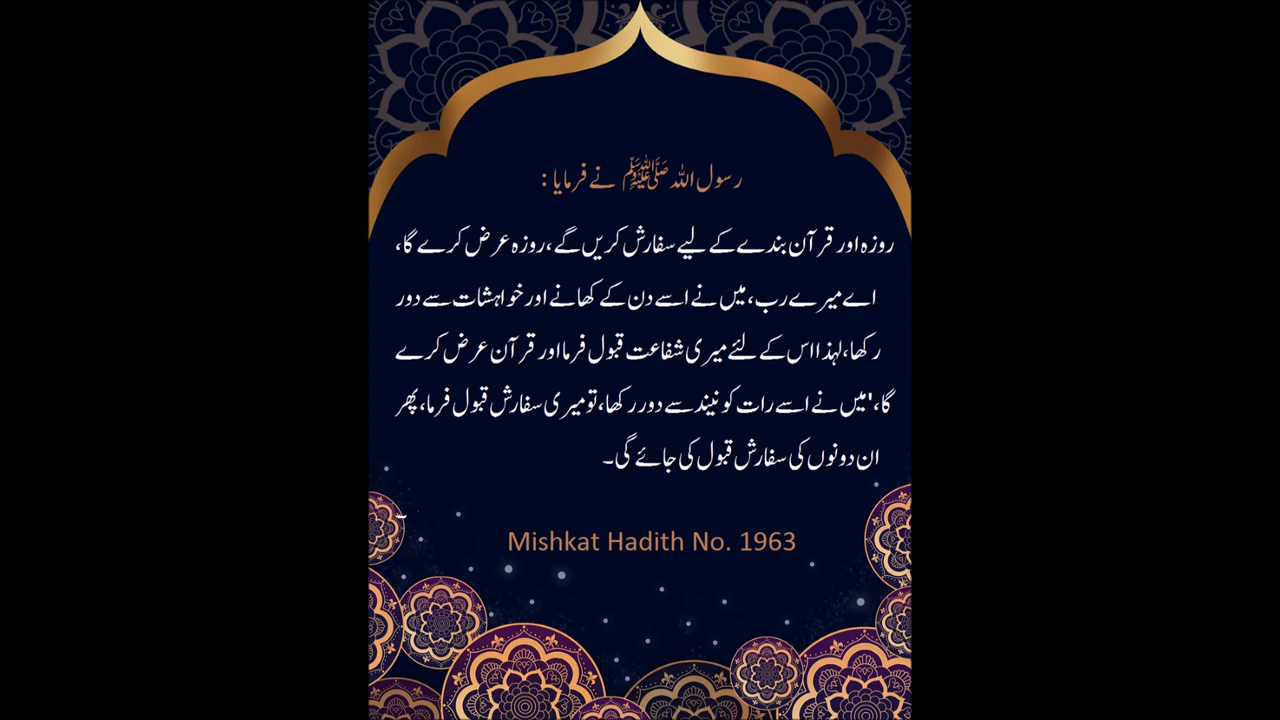 رسول اللہ ﷺ نے فرمایا :
روزہ اور قرآن بندے کے لیے سفارش کریں گے ،روزہ عرض کرے گا،
اے میرے رب، میں نے اسے دن کے کھانے اور خواہشات سے دور
رکھا، لہذا اس کے لئے میری شفاعت قبول فرما اور قرآن عرض کرے
گا،'میں نے اسے رات کو نیند سے دور رکھا، تو میری سفارش قبول فرما، پھر
ان دونوں کی سفارش قبول کی جائے گی۔
۔
Mishkat Hadith No. 1963